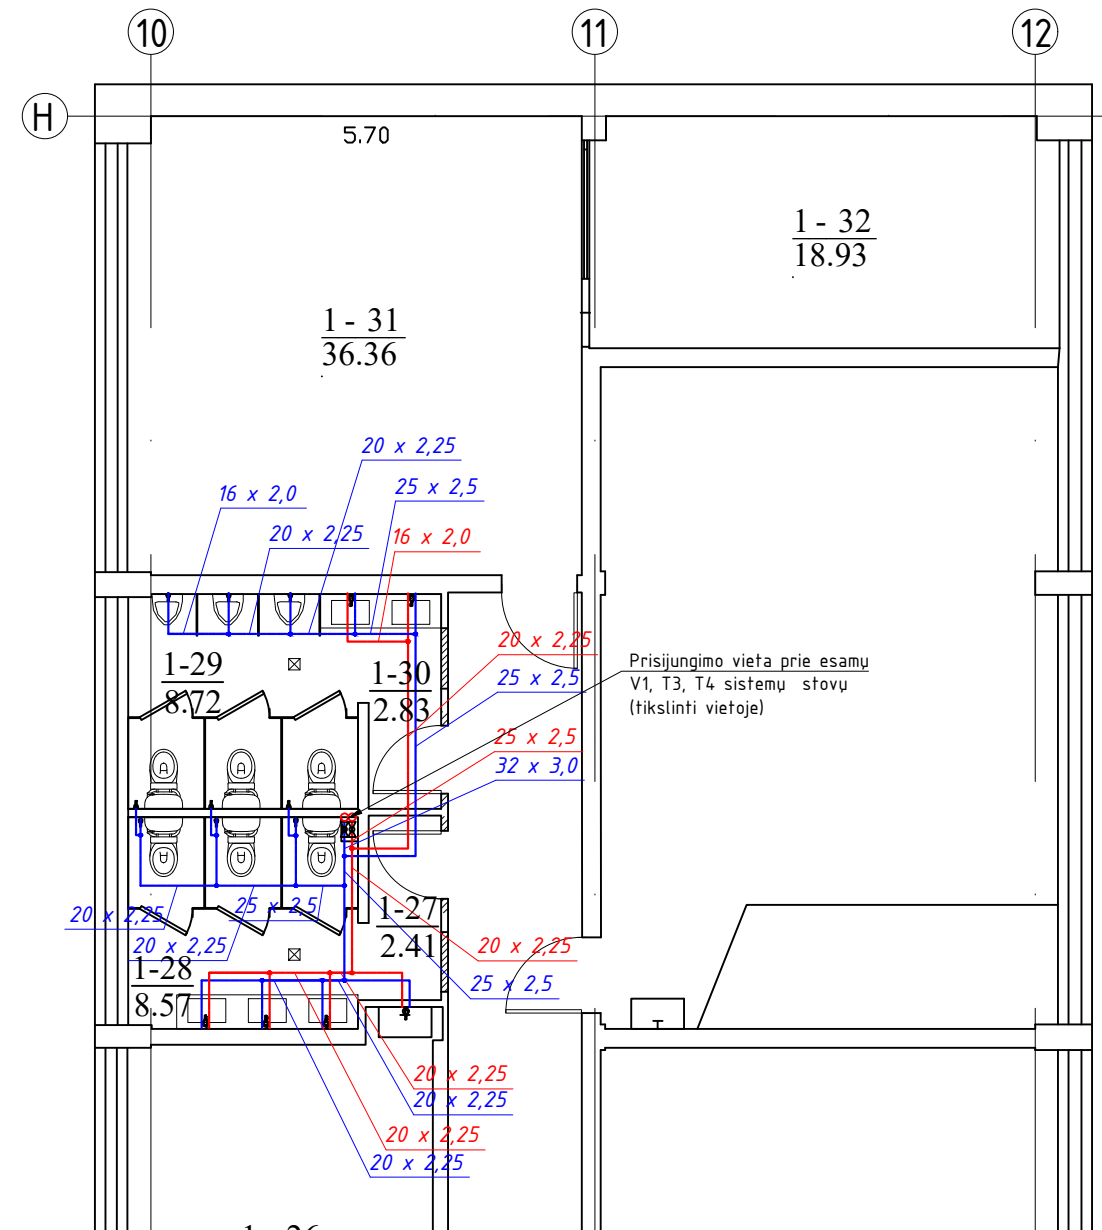 10
11
12
H
5.70
1 - 32
18.93
1 - 31
36.36
20 x 2,25
16 x 2,0
25 x 2,5
20 x 2,25
16 x 2,0
1-29
8.72
1-30
2.83
20 x 2,25
25 x 2,5
Prisijungimo vieta prie esamų
V1, T3, T4 sistemų stovų
(tikslinti vietoje)
25 x 2,5
32 x 3,0
20 x 2,25
25 x 2,5
20 x 2,25
1-27
2.41
20 x 2,25
1-28
8.57
25 x 2,5
20 x 2,25
20 x 2,25
20 x 2,25
20 x 2,25